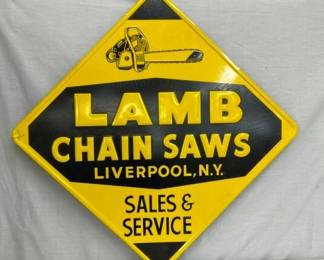 LAMB
CHAIN SAWS
LIVERPOOL, N.Y.
SALES &
SERVICE